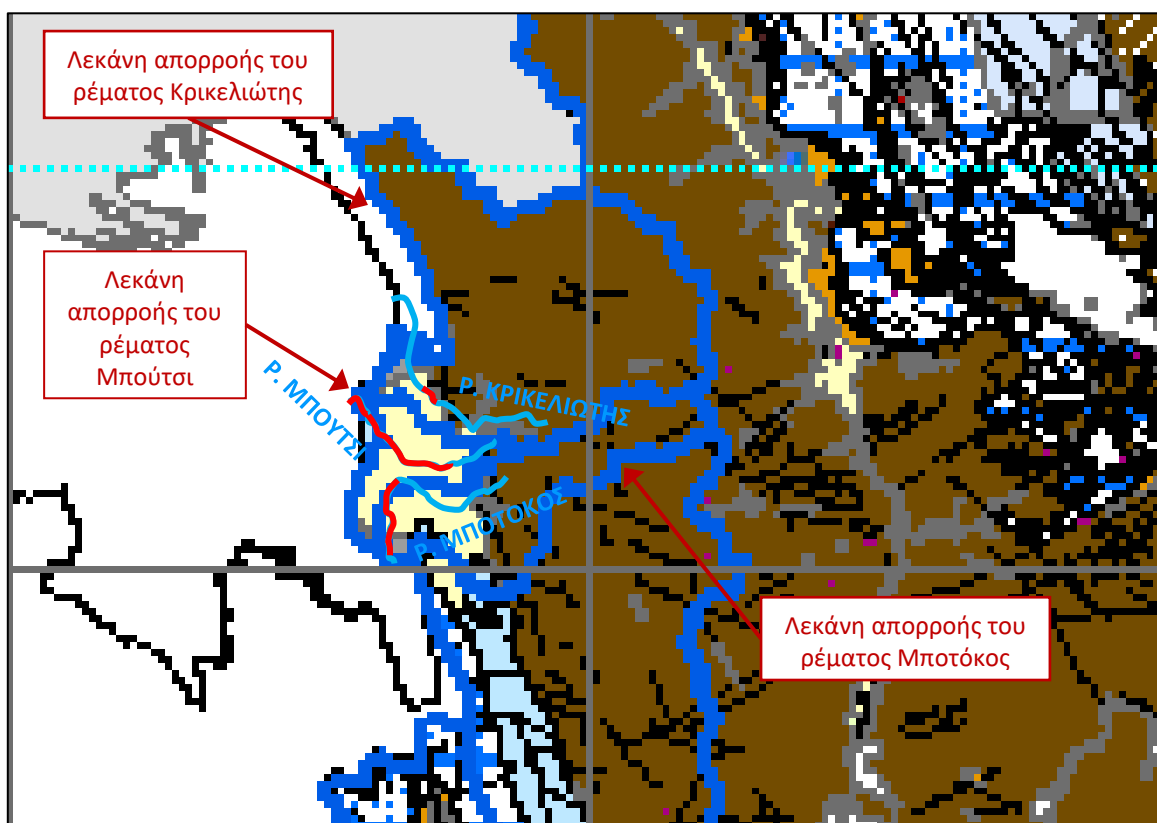 Λεκάνη απορροής του
ρέματος Κρικελιώτης
Λεκάνη
απορροής του
ρέματος
Μπούτσι
Ρ. ΜΠΟΥΤΣΙ
Ρ. ΚΡΙΚΕΛΙΩΤΗΣ
Ρ. ΜΠΟΤΟΚΟΣ
Λεκάνη απορροής του
ρέματος Μποτόκος